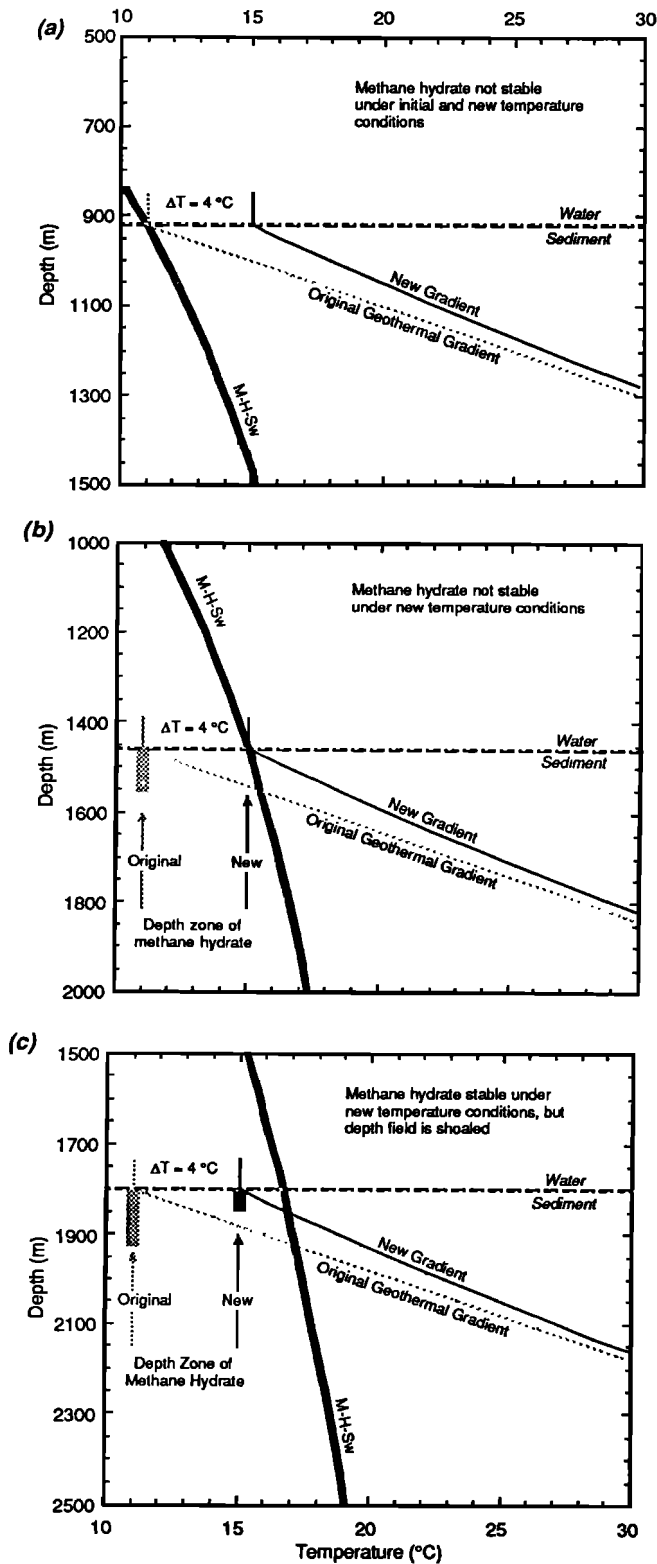 10 15 20 25 30
(a)
500
700
900
1100
1300
1500
Depth (m)
Methane hydrate not stable
under initial and new temperature
conditions
ΔT = 4 °C
Water
Sediment
New Gradient
Original Geothermal Gradient
M-H-Sw
(b)
1000
1200
1400
1600
1800
2000
Depth (m)
M-H-Sw
Methane hydrate not stable
under new temperature conditions
ΔT = 4 °C
Water
Sediment
New Gradient
Original Geothermal Gradient
Original New
Depth zone of
methane hydrate
(c)
1500
1700
1900
2100
2300
2500
Depth (m)
Methane hydrate stable under
new temperature conditions, but
depth field is shoaled
ΔT = 4 °C
Water
Sediment
New Gradient
Original Geothermal Gradient
Original New
Depth Zone of
Methane Hydrate
M-H-Sw
10 15 20 25 30
Temperature (°C)